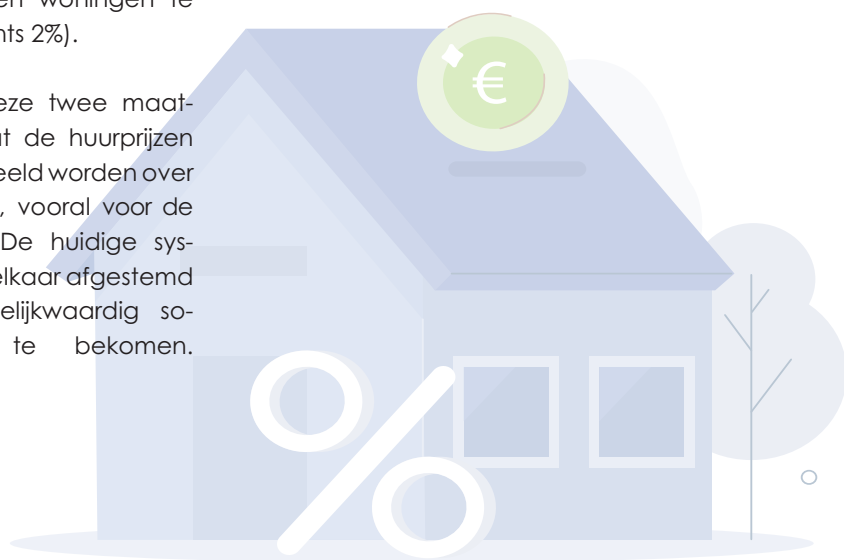 en woningen te
nts 2%).
eze twee maat-
at de huurprijzen
eeld worden over
, vooral voor de
De huidige sys-
elkaar afgestemd
elijkwaardig so-
te bekomen.
€
%